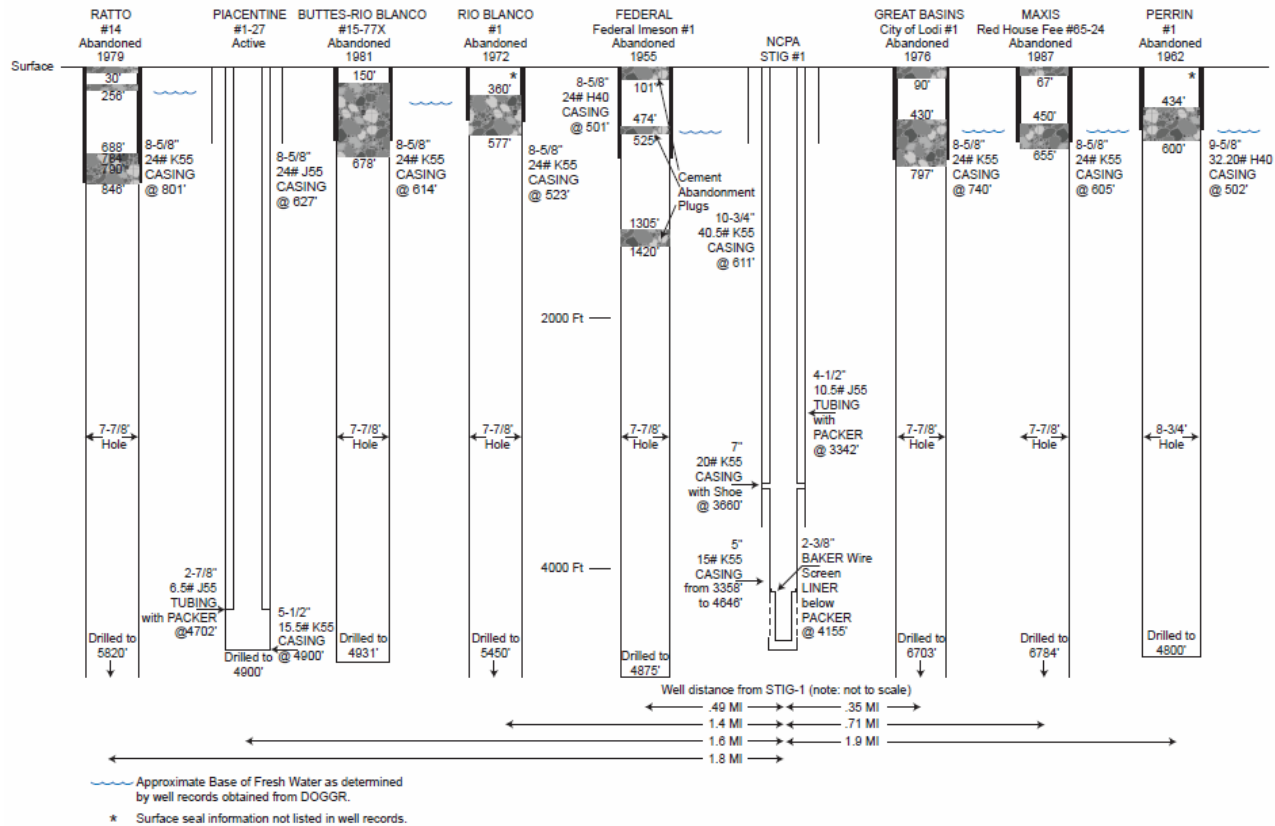 RATTO
#14
Abandoned
1979
PIACENTINE
#1-27
Active
BUTTES-RIO BLANCO
#15-77X
Abandoned
1981
RIO BLANCO
#1
Abandoned
1972
FEDERAL
Federal Imeson #1
Abandoned
1955
NCPA
STIG #1
GREAT BASINS
City of Lodi #1
Abandoned
1976
MAXIS
Red House Fee #65-24
Abandoned
1987
PERRIN
#1
Abandoned
1962
Surface
30'
256'
688'
784'
790'
846'
8-5/8"
24# K55
CASING
@ 801'
8-5/8"
24# J55
CASING
@ 627'
150'
678'
8-5/8"
24# K55
CASING
@ 614'
*
360'
577'
8-5/8"
24# K55
CASING
@ 523'
8-5/8"
24# H40
CASING
@ 501'
101'
474'
525'
1305'
1420'
Cement
Abandonment
Plugs
10-3/4"
40.5# K55
CASING
@ 611'
90'
430'
797'
8-5/8"
24# K55
CASING
@ 740'
67'
450'
655'
8-5/8"
24# K55
CASING
@ 605'
*
434'
600'
9-5/8"
32.20# H40
CASING
@ 502'
2000 Ft
4000 Ft
7-7/8'
Hole
7-7/8'
Hole
7-7/8'
Hole
7-7/8'
Hole
7-7/8'
Hole
7-7/8'
Hole
8-3/4'
Hole
4-1/2"
10.5# J55
TUBING
with
PACKER
@ 3342'
7"
20# K55
CASING
with Shoe
@ 3660'
5"
15# K55
CASING
from 3358'
to 4646'
2-3/8"
BAKER Wire
Screen
LINER
below
PACKER
@ 4155'
2-7/8"
6.5# J55
TUBING
with PACKER
@4702'
5-1/2"
15.5# K55
CASING
@ 4900'
Drilled to
5820'
Drilled to
4900'
Drilled to
4931'
Drilled to
5450'
Drilled to
4875'
Drilled to
6703'
Drilled to
6784'
Drilled to
4800'
Well distance from STIG-1 (note: not to scale)
.49 MI
.35 MI
1.4 MI
.71 MI
1.6 MI
1.9 MI
1.8 MI
Approximate Base of Fresh Water as determined
by well records obtained from DOGGR.
* Surface seal information not listed in well records.